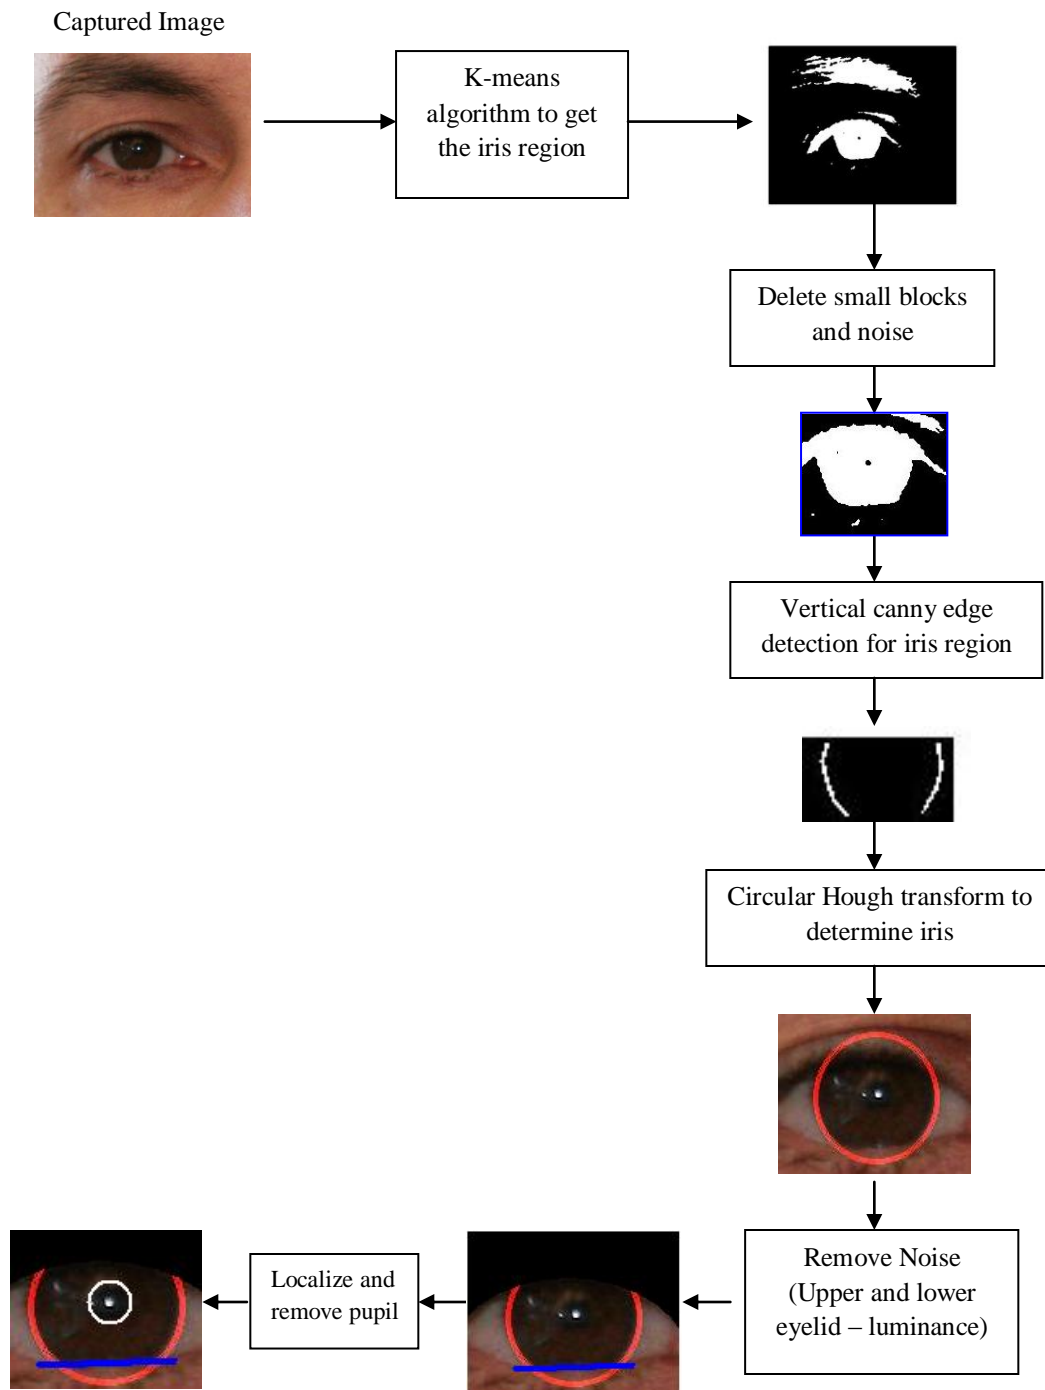 Captured Image
K-means
algorithm to get
the iris region
Delete small blocks
and noise
Vertical canny edge
detection for iris region
Circular Hough transform to
determine iris
Remove Noise
(Upper and lower
eyelid – luminance)
Localize and
remove pupil